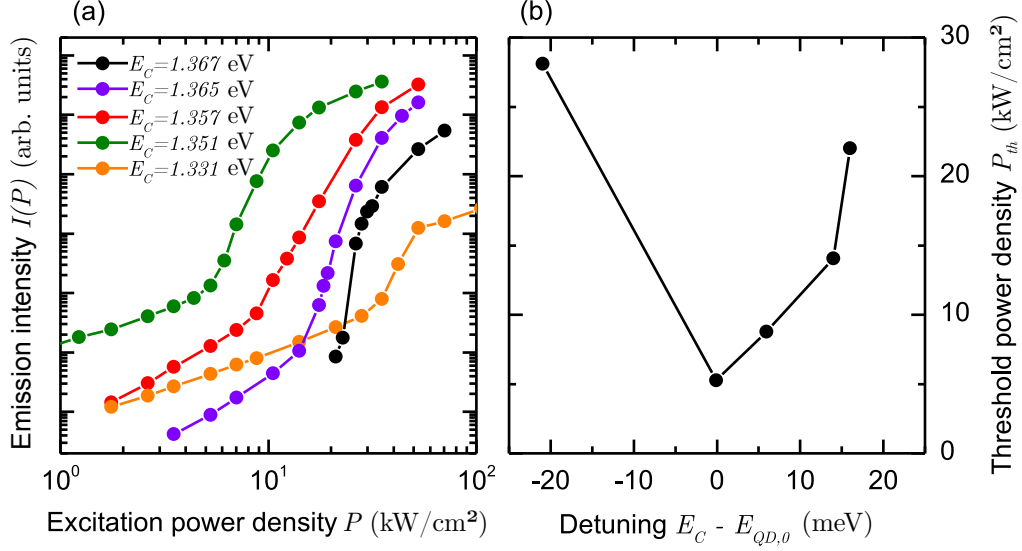 (a)
Emission intensity I(P) (arb. units)
E_C=1.367 eV
E_C=1.365 eV
E_C=1.357 eV
E_C=1.351 eV
E_C=1.331 eV
10⁰ 10¹ 10²
Excitation power density P (kW/cm²)
(b)
30
20
10
0
Threshold power density P_th (kW/cm²)
-20 -10 0 10 20
Detuning E_C - E_QD,0 (meV)